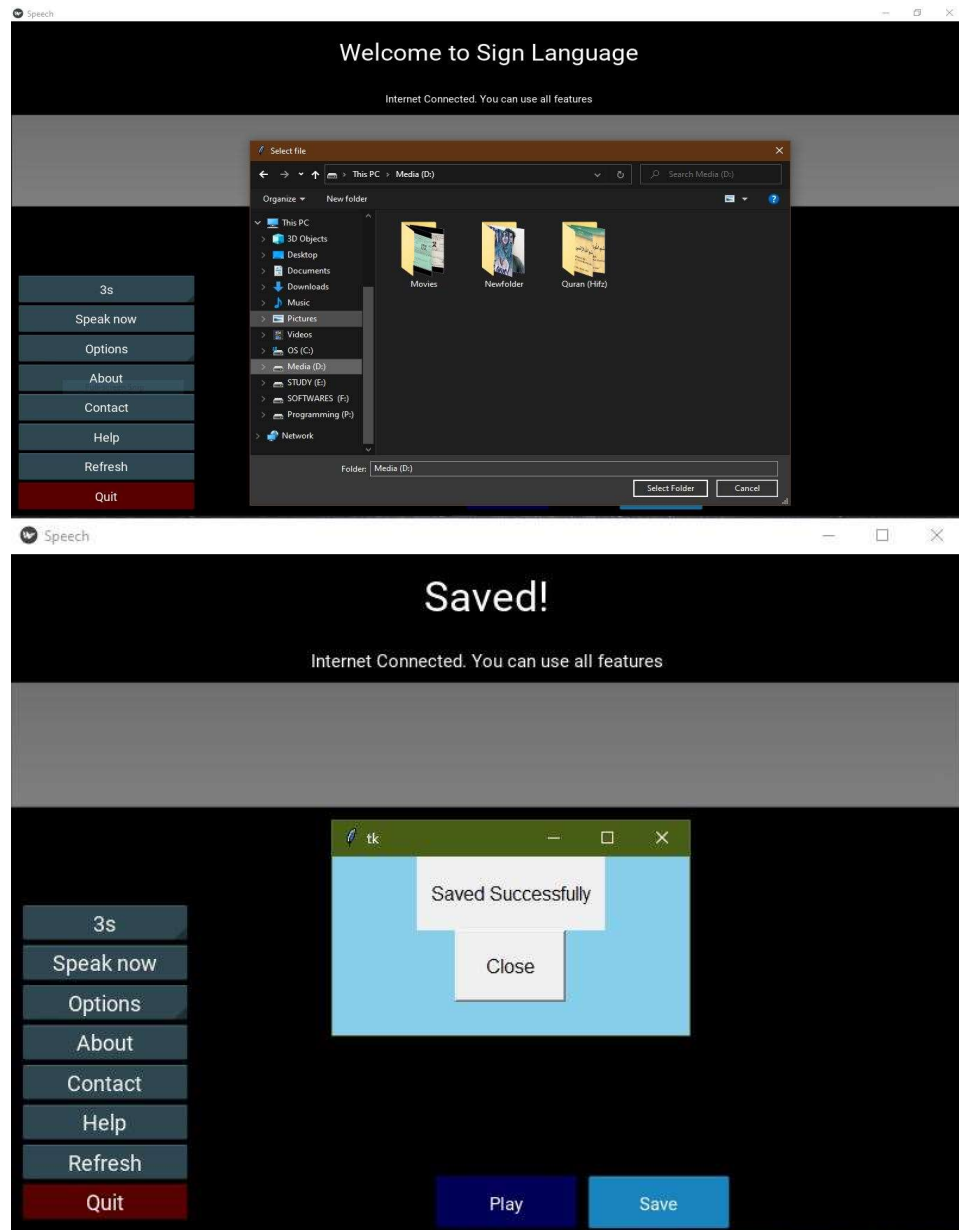 Speech
Welcome to Sign Language
Internet Connected. You can use all features
Select file
This PC > Media (D:)
Search Media (D:)
Organize
New folder
This PC
3D Objects
Desktop
Documents
Downloads
Music
Pictures
Videos
OS (C:)
Media (D:)
STUDY (E:)
SOFTWARES (F:)
Programming (P:)
Network
Movies
Newfolder
Quran (Hifz)
Folder: Media (D:)
Select Folder
Cancel
3s
Speak now
Options
About
Contact
Help
Refresh
Quit
Speech
Saved!
Internet Connected. You can use all features
tk
Saved Successfully
Close
3s
Speak now
Options
About
Contact
Help
Refresh
Quit
Play
Save